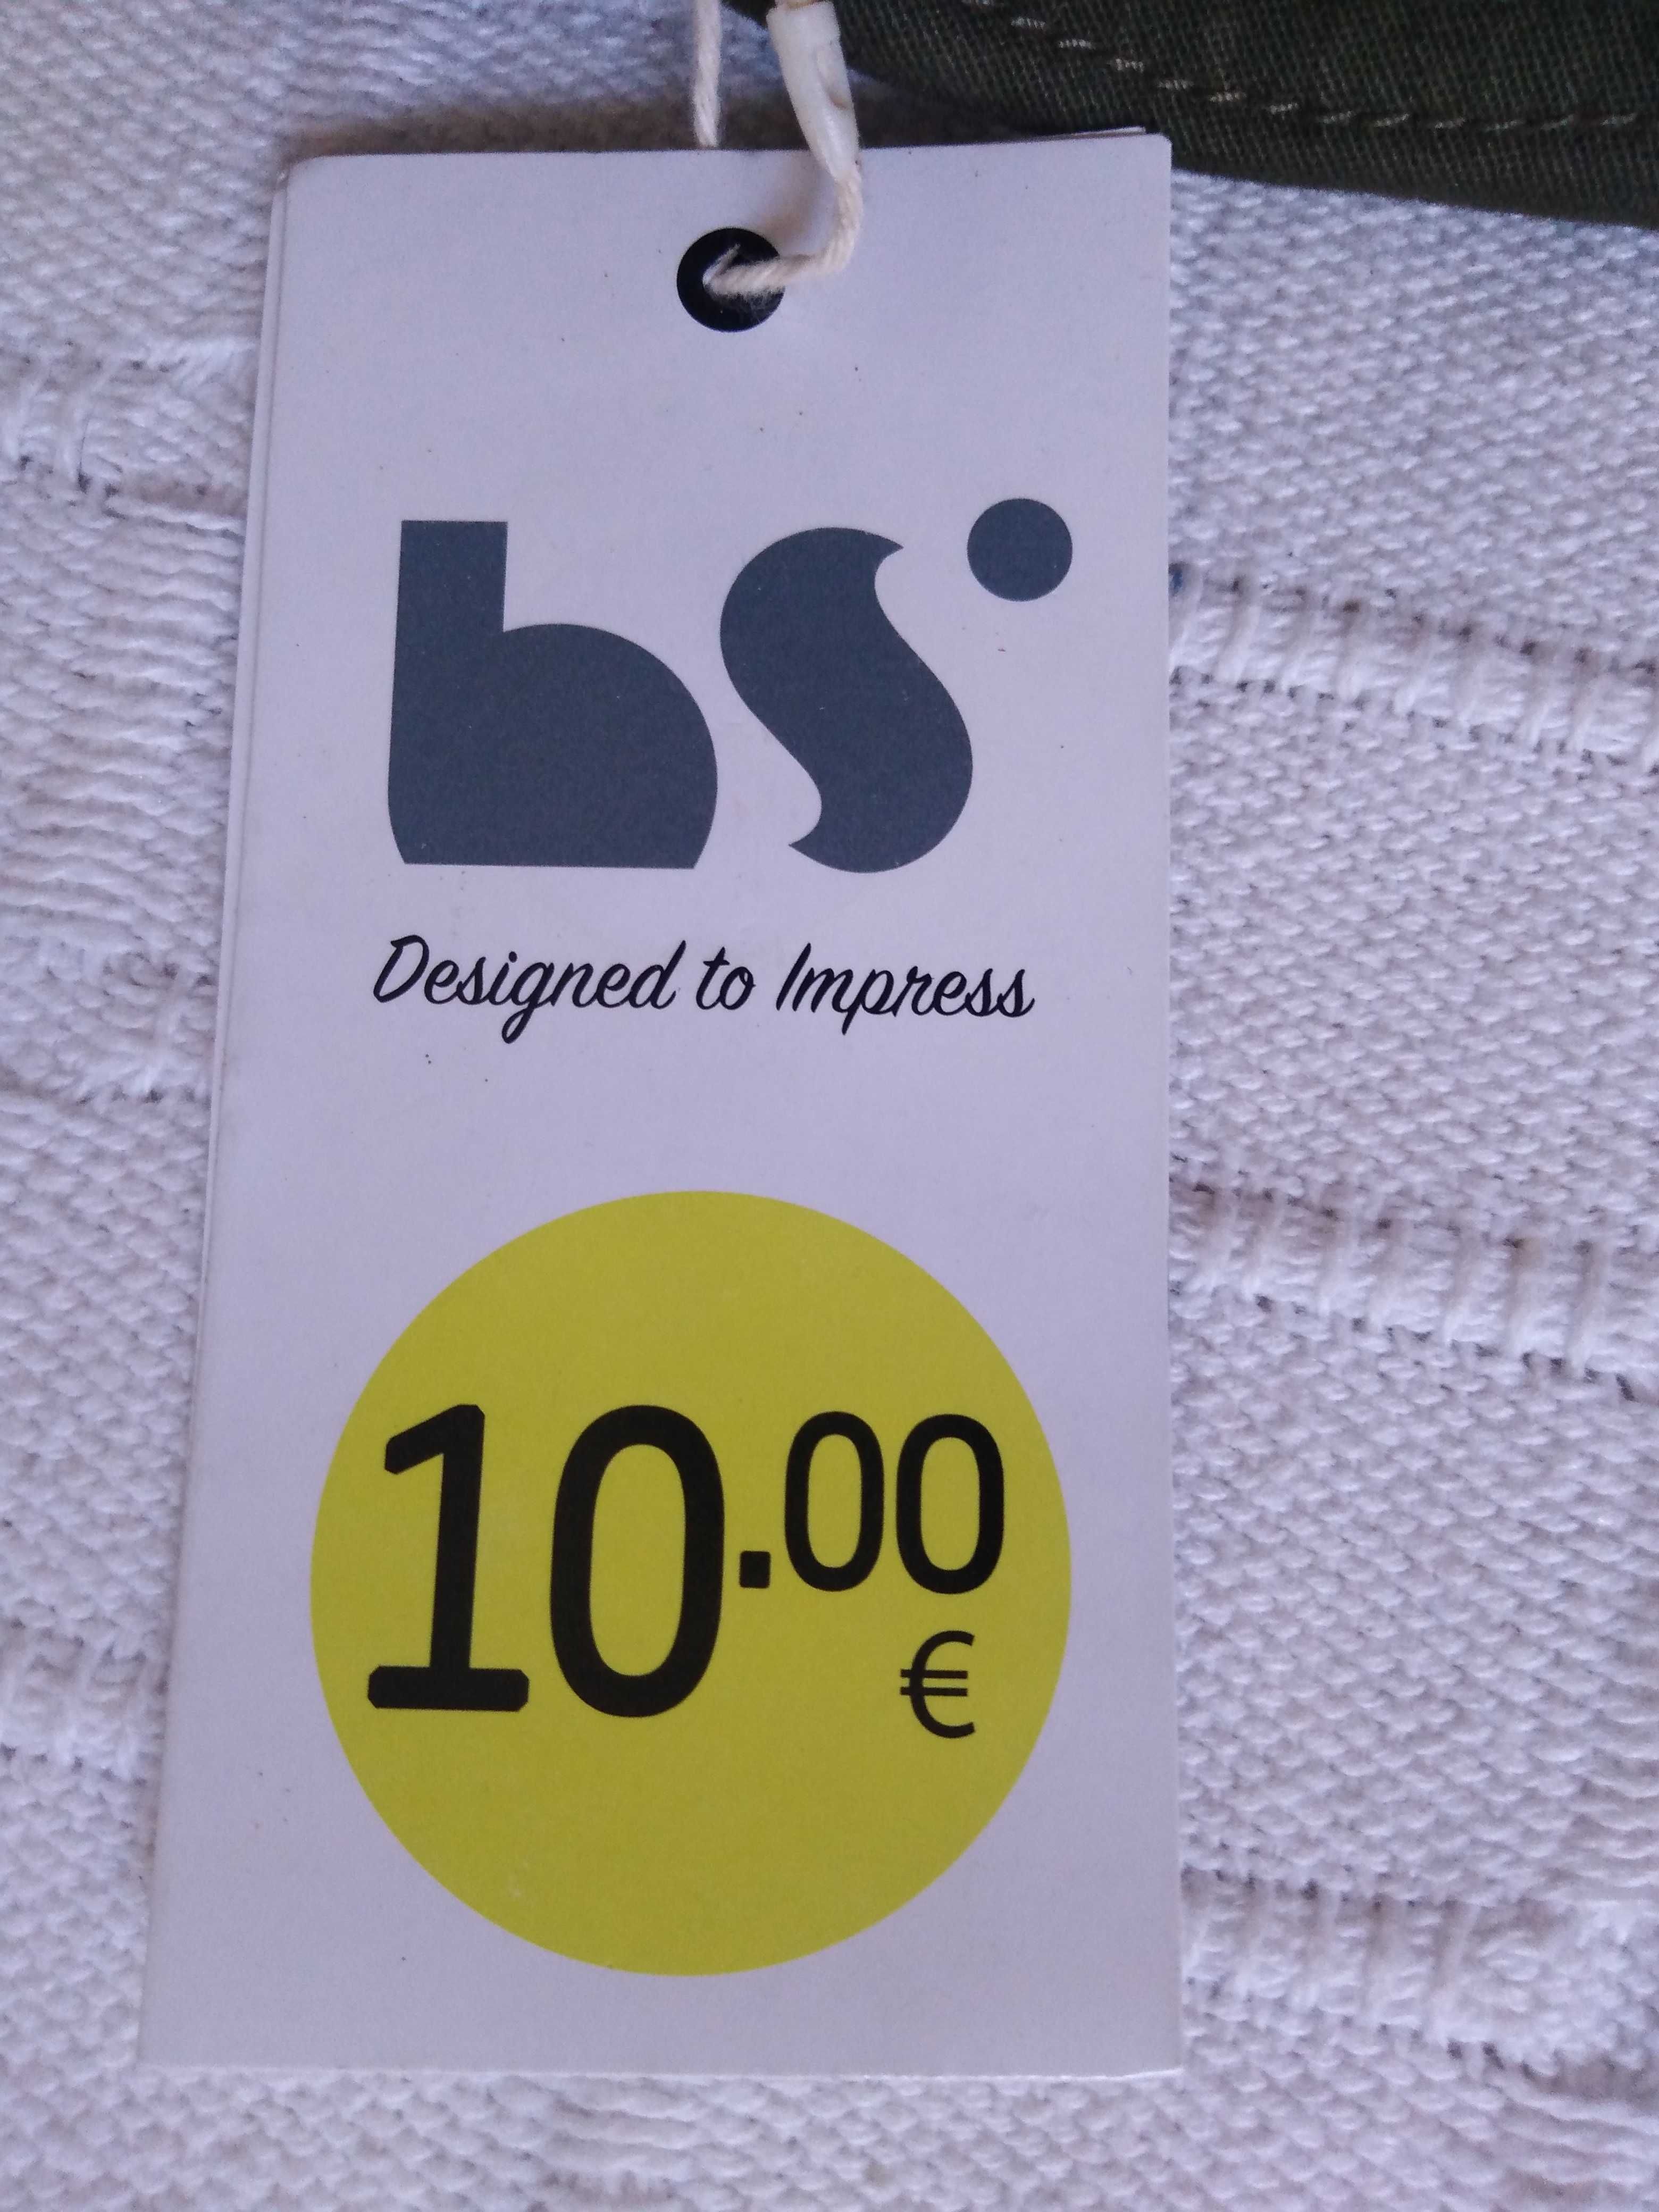 bs
Designed to Impress
10.00
€